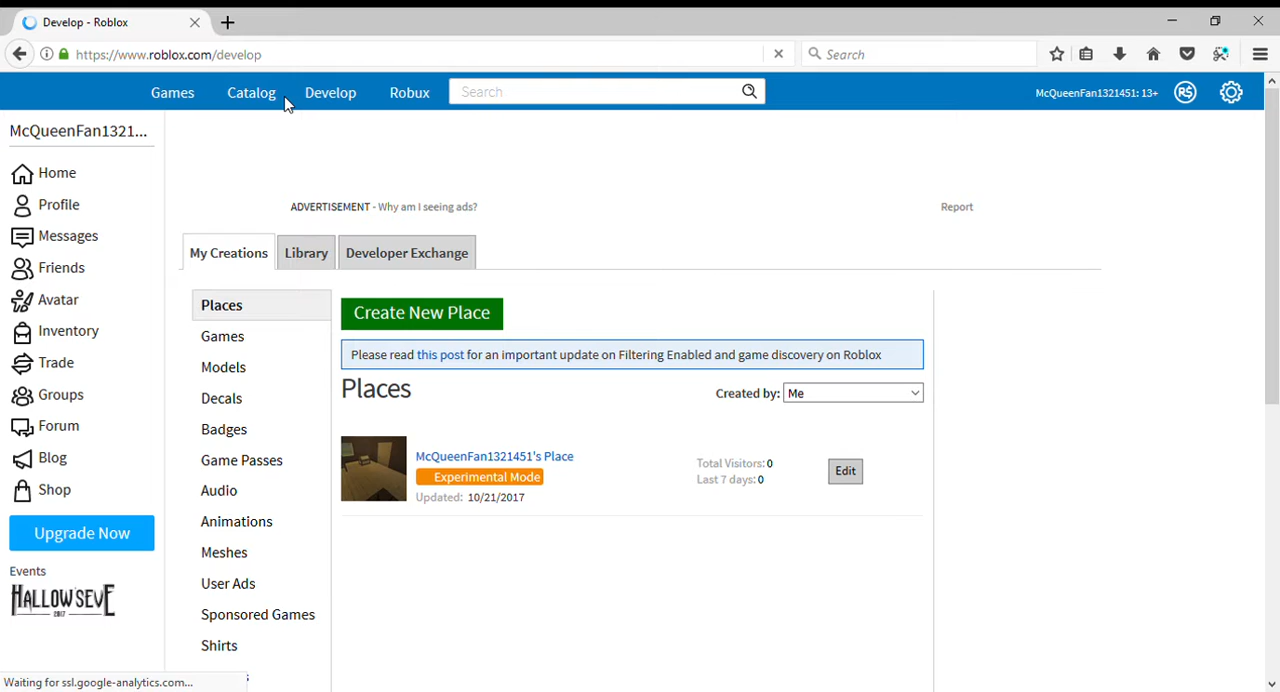 Develop - Roblox
https://www.roblox.com/develop
Search
Games Catalog Develop Robux Search McQueenFan1321451: 13+ R$
McQueenFan1321...
Home
Profile
Messages
Friends
Avatar
Inventory
Trade
Groups
Forum
Blog
Shop
Upgrade Now
Events
HALLOW'S EVE
2017
ADVERTISEMENT - Why am I seeing ads? Report
My Creations Library Developer Exchange
Places
Games
Models
Decals
Badges
Game Passes
Audio
Animations
Meshes
User Ads
Sponsored Games
Shirts
Create New Place
Please read this post for an important update on Filtering Enabled and game discovery on Roblox
Places
Created by: Me
McQueenFan1321451's Place
Experimental Mode
Updated: 10/21/2017
Total Visitors: 0
Last 7 days: 0
Edit
Waiting for ssl.google-analytics.com...